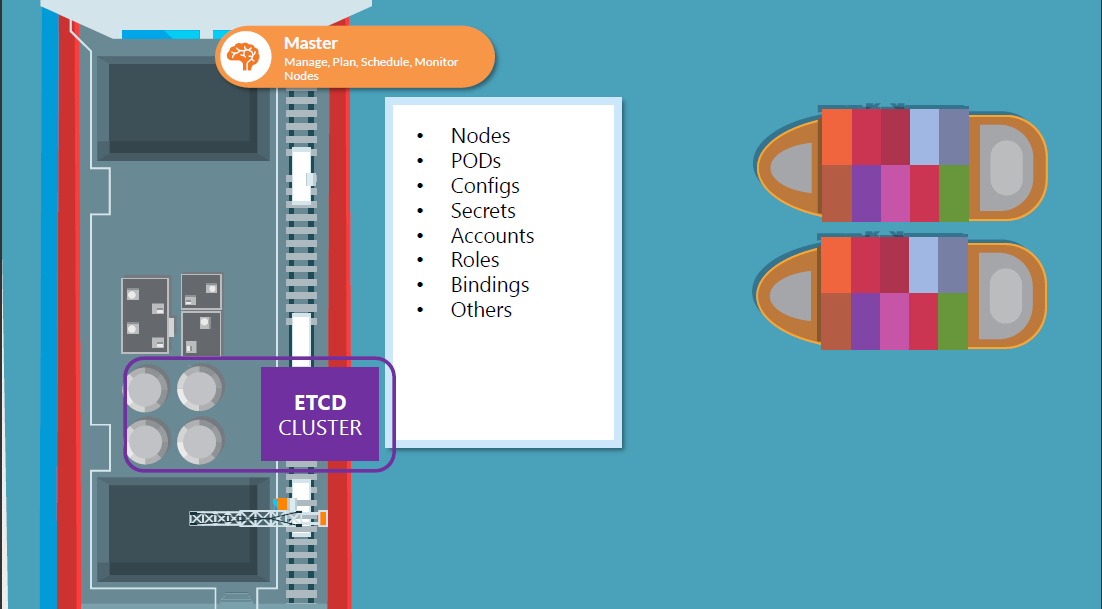 Master
Manage, Plan, Schedule, Monitor
Nodes
• Nodes
• PODs
• Configs
• Secrets
• Accounts
• Roles
• Bindings
• Others
ETCD
CLUSTER